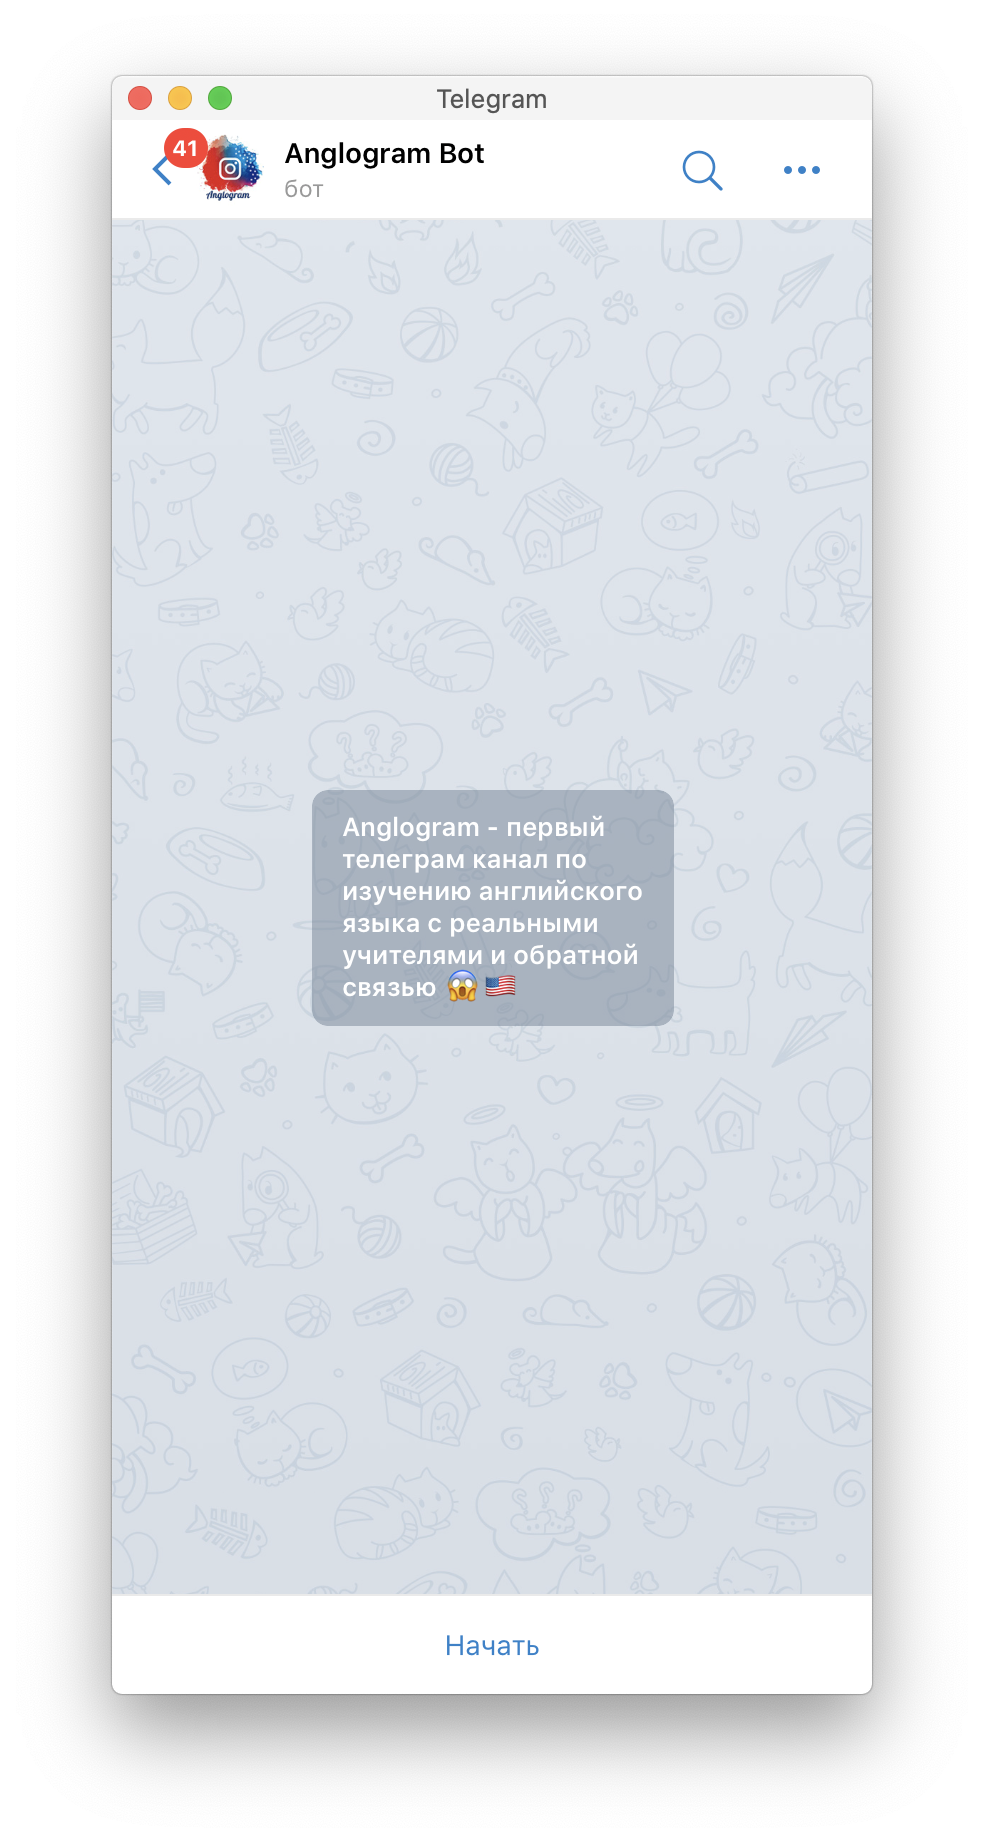 Telegram
41
Anglogram
Anglogram Bot
бот
Anglogram - первый
телеграм канал по
изучению английского
языка с реальными
учителями и обратной
связью 😱 🇺🇸
Начать